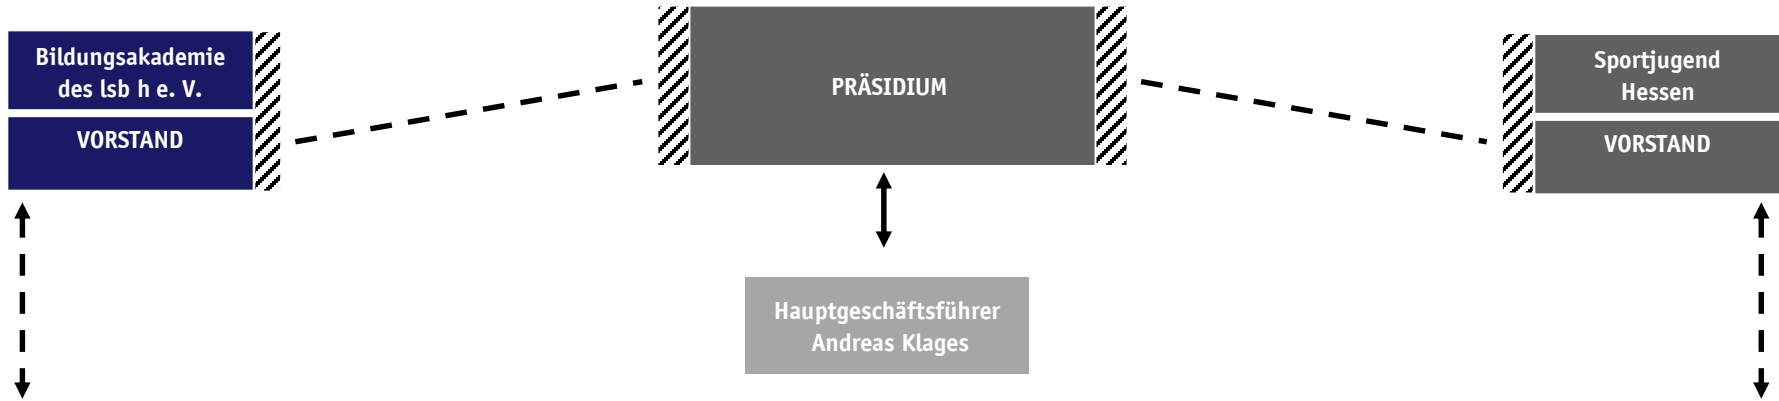 Bildungsakademie
des lsb h e. V.
VORSTAND
PRÄSIDIUM
Hauptgeschäftsführer
Andreas Klages
Sportjugend
Hessen
VORSTAND